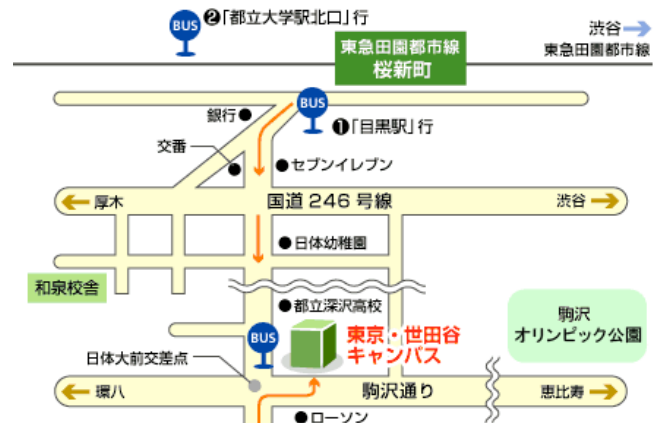 BUS
❷「都立大学駅北口」行
渋谷
東急田園都市線
東急田園都市線
桜新町
BUS
❶「目黒駅」行
銀行
交番
セブンイレブン
厚木
国道246号線
渋谷
日体幼稚園
和泉校舎
都立深沢高校
駒沢
オリンピック公園
BUS
東京・世田谷
キャンパス
日体大前交差点
環八
駒沢通り
恵比寿
ローソン